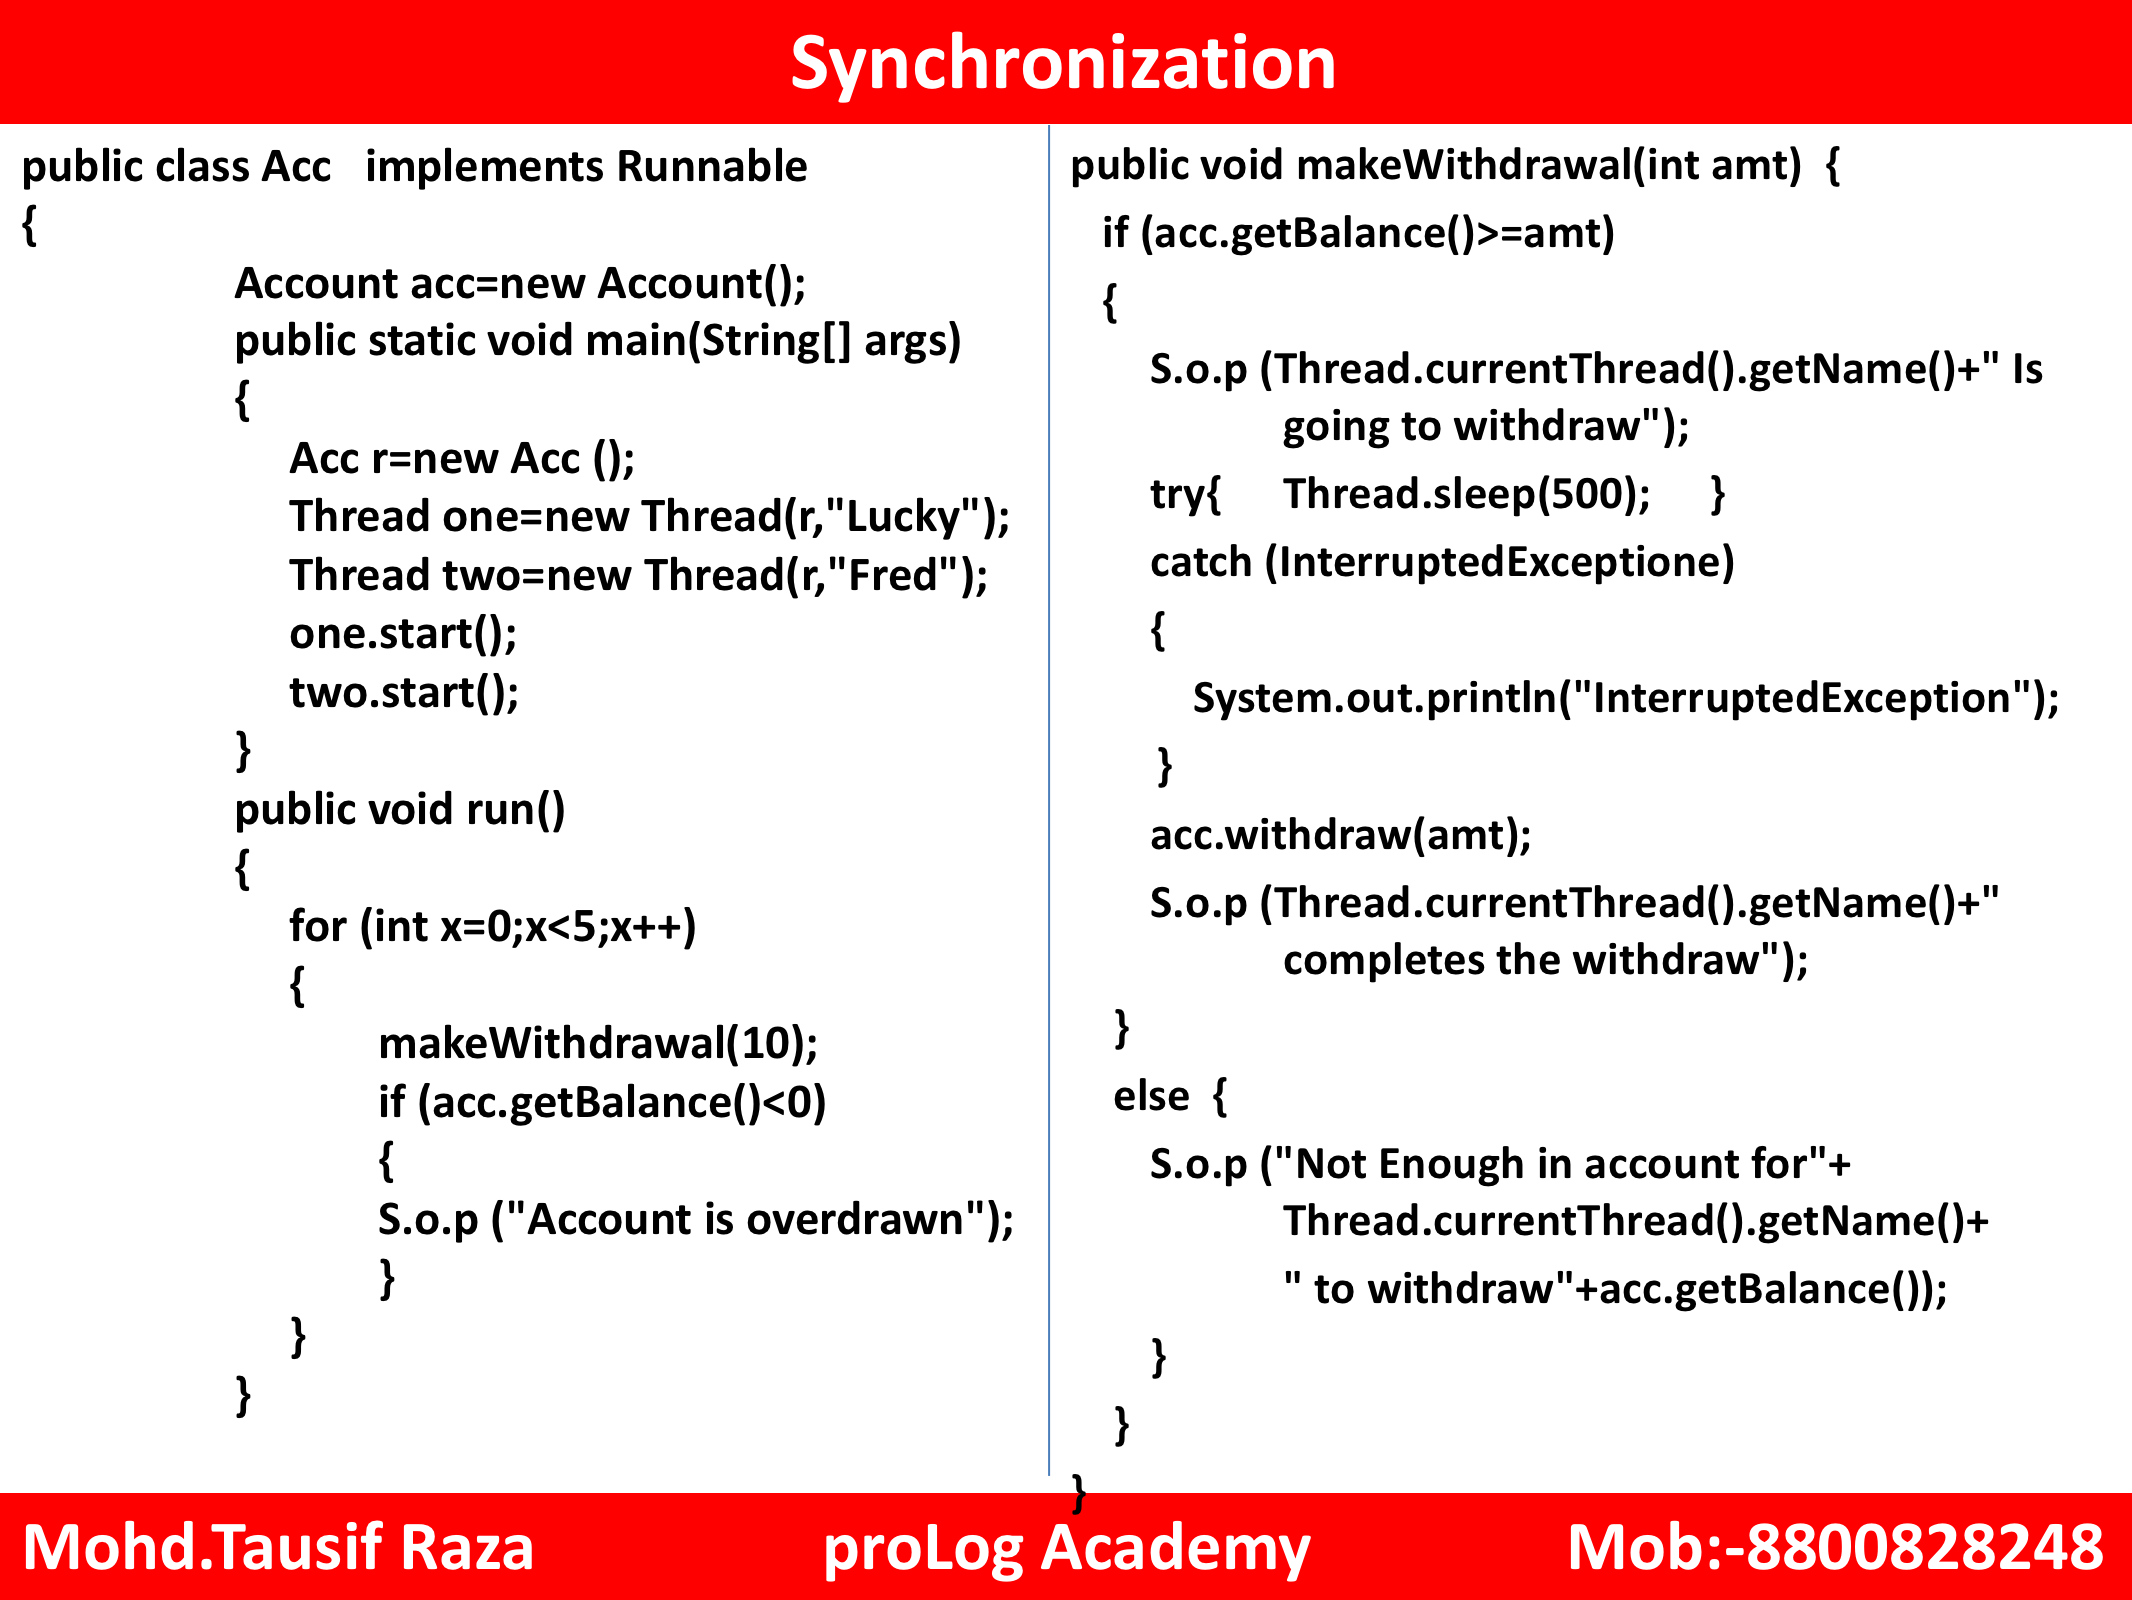 Synchronization
public class Acc   implements Runnable
{
Account acc=new Account();
public static void main(String[] args)
{
Acc r=new Acc ();
Thread one=new Thread(r,"Lucky");
Thread two=new Thread(r,"Fred");
one.start();
two.start();
}
public void run()
{
for (int x=0;x<5;x++)
{
makeWithdrawal(10);
if (acc.getBalance()<0)
{
S.o.p ("Account is overdrawn");
}
}
}
public void makeWithdrawal(int amt)  {
if (acc.getBalance()>=amt)
{
S.o.p (Thread.currentThread().getName()+" Is
going to withdraw");
try{     Thread.sleep(500);     }
catch (InterruptedExceptione)
{
System.out.println("InterruptedException");
}
acc.withdraw(amt);
S.o.p (Thread.currentThread().getName()+"
completes the withdraw");
}
else  {
S.o.p ("Not Enough in account for"+
Thread.currentThread().getName()+
" to withdraw"+acc.getBalance());
}
}
}
Mohd.Tausif Raza proLog Academy Mob:-8800828248